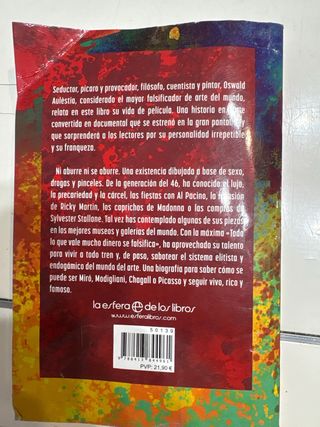 Seductor, pícaro y provocador, filósofo, cuentista y pintor, Oswald
Aulèstia, considerado el mayor falsificador de arte del mundo,
relata en este libro su vida de película. Una historia en parte
convertida en documental que se estrenó en la gran pantalla y
que sorprenderá a los lectores por su personalidad irrepetible
y su franqueza.
Ni aburre ni se aburre. Una existencia dibujada a base de sexo,
drogas y pinceles. De la generación del 46, ha conocido el lujo,
la precariedad y la cárcel, las fiestas con Al Pacino, la
de Ricky Martin, los caprichos de Madonna o las compras de
Sylvester Stallone. Tal vez has contemplado algunas de sus piezas
en los mejores museos y galerías del mundo. Con la máxima «Todo
lo que vale mucho dinero se falsifica», ha aprovechado su talento
para vivir a todo tren y, de paso, sabotear el sistema elitista y
endogámico del mundo del arte. Una biografía para saber cómo se
puede ser Miró, Modigliani, Chagall o Picasso y seguir vivo, rico y
famoso.
la esfera de los libros
www.esferalibros.com
50139
PVP: 21,90 €